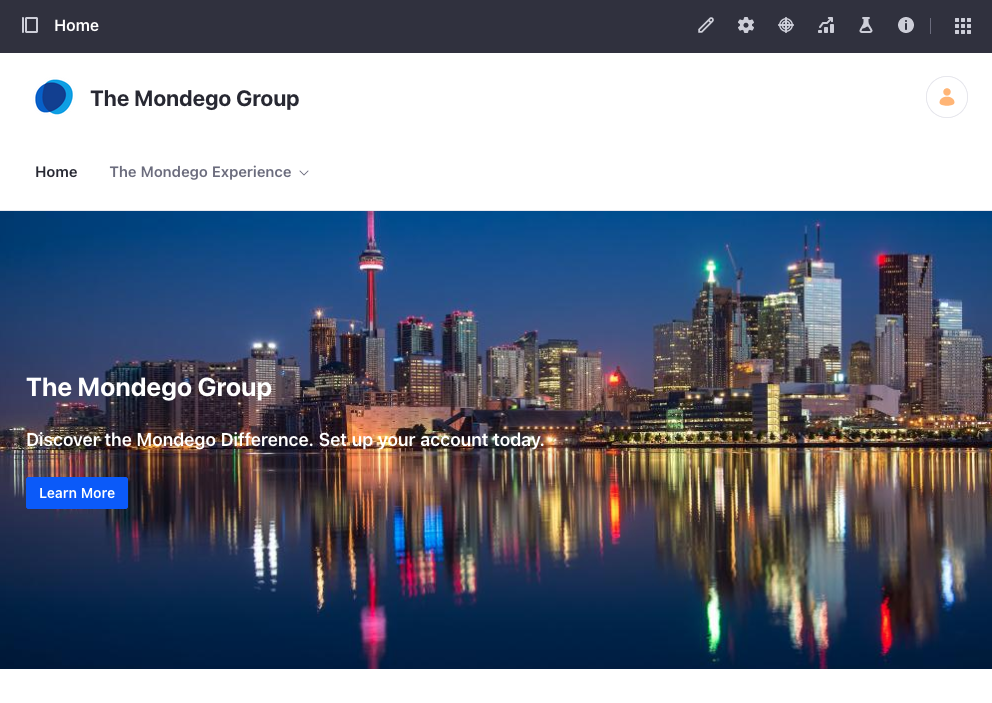 Home
The Mondego Group
Home The Mondego Experience
The Mondego Group
Discover the Mondego Difference. Set up your account today.
Learn More